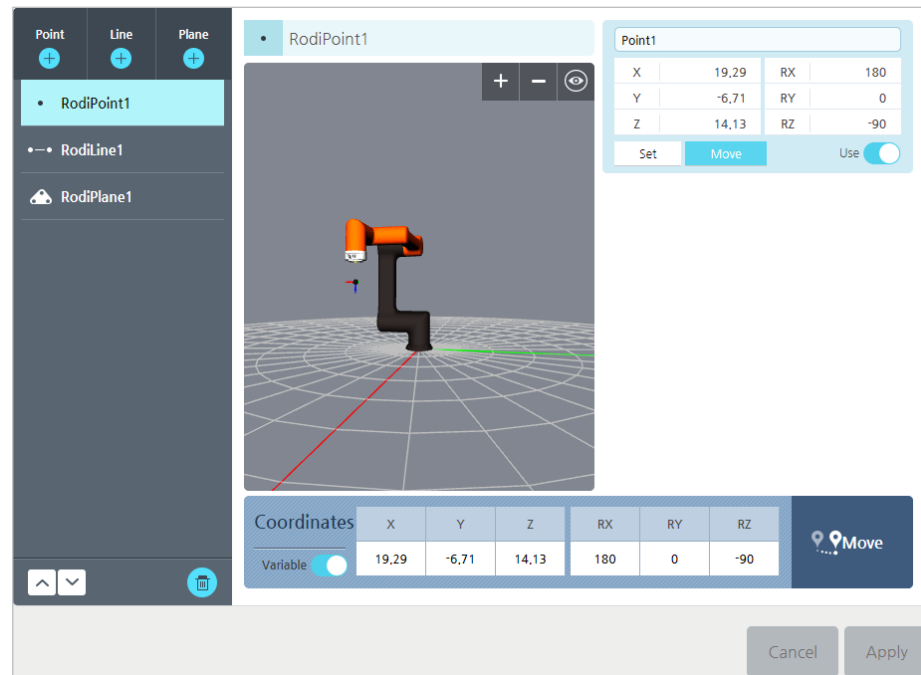 Point Line Plane
RodiPoint1
RodiLine1
RodiPlane1
RodiPoint1
Point1
X 19,29 RX 180
Y -6,71 RY 0
Z 14,13 RZ -90
Set Move Use
Coordinates X Y Z RX RY RZ
Variable 19,29 -6,71 14,13 180 0 -90
Move
Cancel Apply